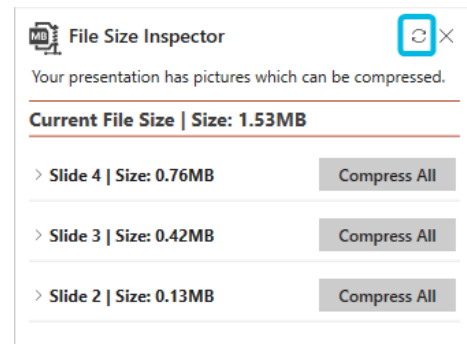 MB File Size Inspector
Your presentation has pictures which can be compressed.
Current File Size | Size: 1.53MB
Slide 4 | Size: 0.76MB Compress All
Slide 3 | Size: 0.42MB Compress All
Slide 2 | Size: 0.13MB Compress All